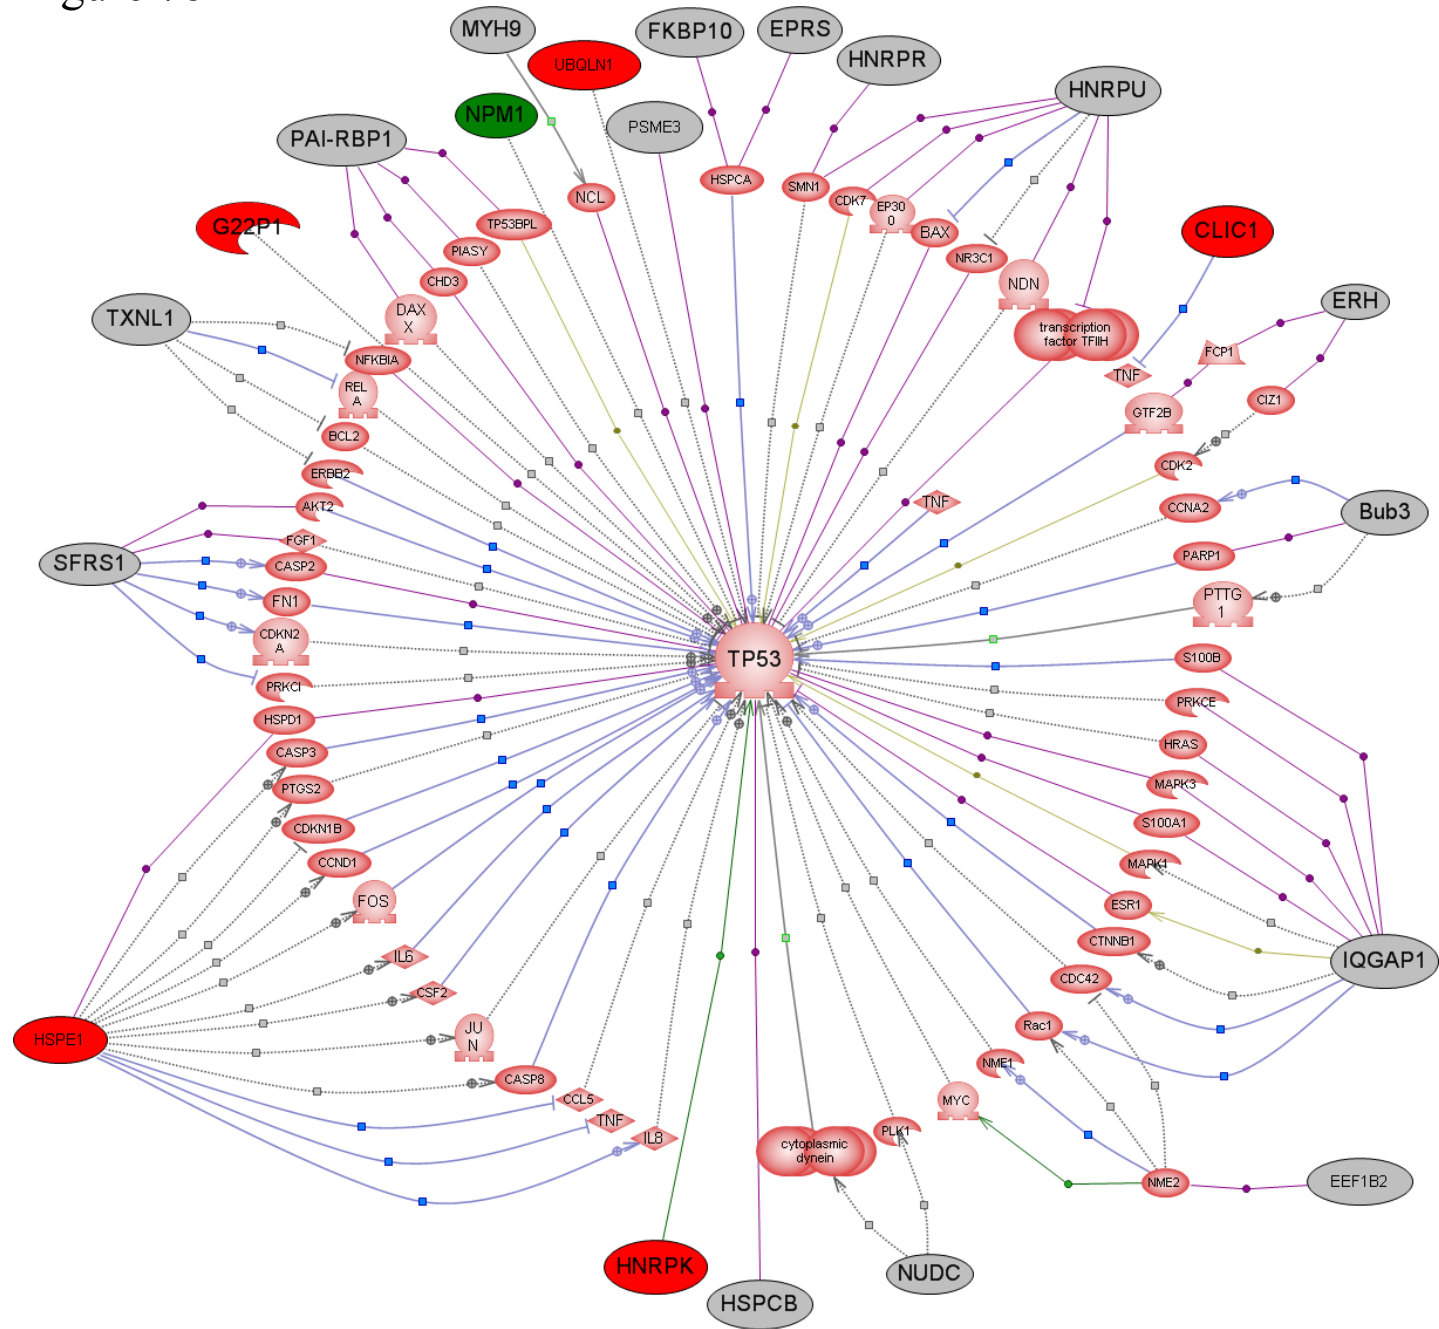 MYH9
FKBP10
EPRS
UBQLN1
HNRPR
HNRPU
NPM1
PSME3
PAI-RBP1
HSPCA
SMN1
CDK7
EP30
0
NCL
G22P1
TP53BPL
BAX
CLIC1
PIASY
NR3C1
CHD3
NDN
ERH
DAX
X
TXNL1
transcription
factor TFIIH
FCP1
NFKBIA
TNF
REL
A
CIZ1
GTF2B
BCL2
CDK2
ERBB2
TNF
AKT2
CCNA2
Bub3
FGF1
PARP1
SFRS1
CASP2
FN1
PTTG
1
CDKN2
A
TP53
S100B
PRKCI
PRKCE
HSPD1
HRAS
CASP3
MAPK3
PTGS2
S100A1
CDKN1B
CCND1
MAPK1
FOS
ESR1
CTNNB1
IL6
IQGAP1
CDC42
CSF2
Rac1
JU
N
HSPE1
NME1
CASP8
CCL5
MYC
TNF
IL8
PLK1
cytoplasmic
dynein
NME2
EEF1B2
HNRPK
NUDC
HSPCB